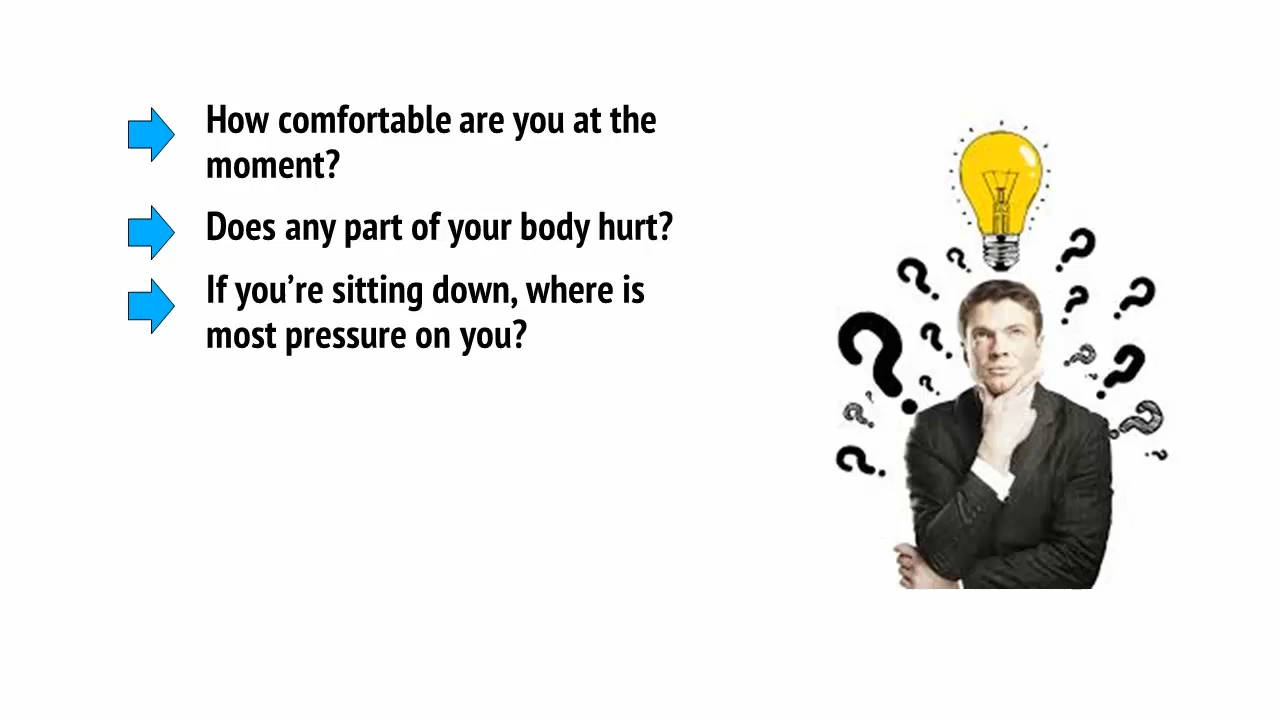 How comfortable are you at the
moment?
Does any part of your body hurt?
If you’re sitting down, where is
most pressure on you?